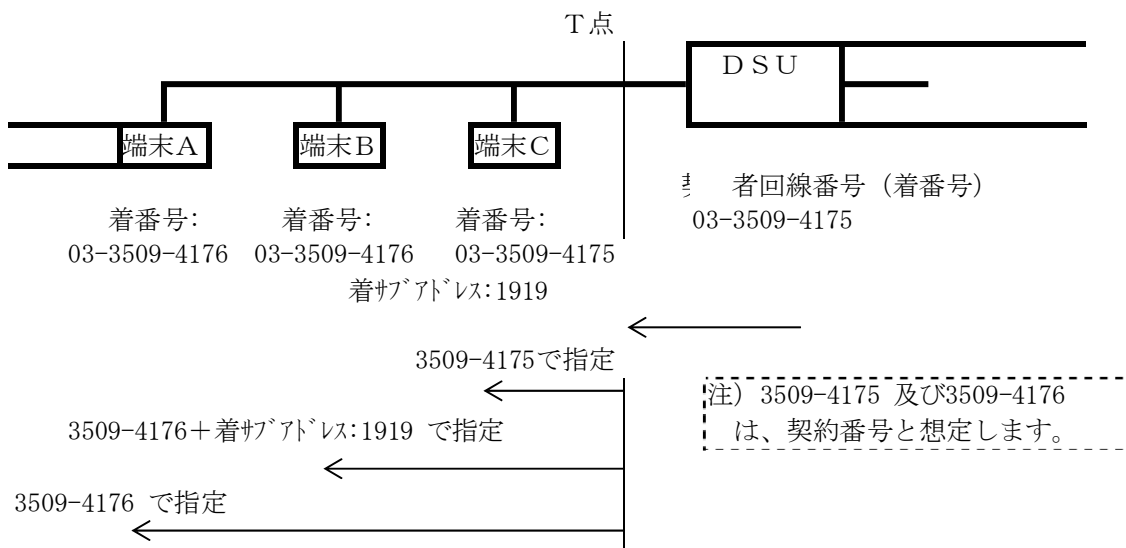 T点
DSU
端末A
端末B
端末C
者回線番号（着番号）
03-3509-4175
着番号：
03-3509-4176
着番号：
03-3509-4176
着番号：
03-3509-4175
着ｻﾌﾞｱﾄﾞﾚｽ:1919
3509-4175で指定
注）3509-4175 及び3509-4176
は、契約番号と想定します。
3509-4176＋着ｻﾌﾞｱﾄﾞﾚｽ:1919 で指定
3509-4176 で指定